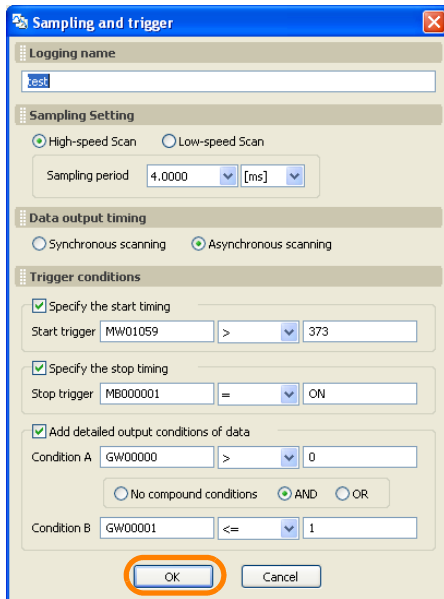 Sampling and trigger
Logging name
test
Sampling Setting
High-speed Scan Low-speed Scan
Sampling period 4.0000 [ms]
Data output timing
Synchronous scanning Asynchronous scanning
Trigger conditions
Specify the start timing
Start trigger MW01059 > 373
Specify the stop timing
Stop trigger MB000001 = ON
Add detailed output conditions of data
Condition A GW00000 > 0
No compound conditions AND OR
Condition B GW00001 <= 1
OK Cancel